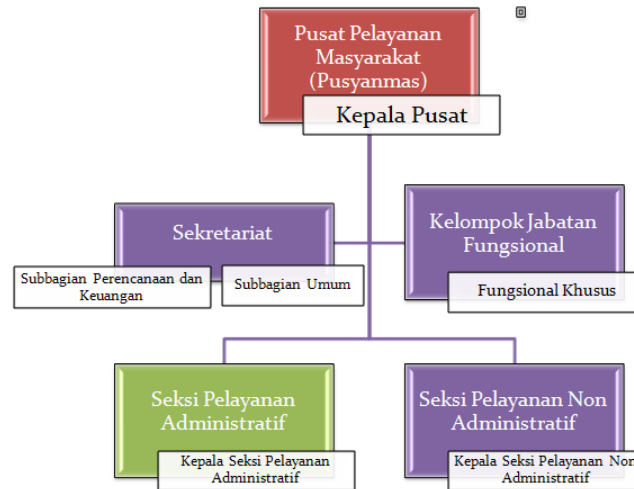 Pusat Pelayanan
Masyarakat
(Pusyanmas)
Kepala Pusat
Sekretariat
Subbagian Perencanaan dan
Keuangan
Subbagian Umum
Kelompok Jabatan
Fungsional
Fungsional Khusus
Seksi Pelayanan
Administratif
Kepala Seksi Pelayanan
Administratif
Seksi Pelayanan Non
Administratif
Kepala Seksi Pelayanan Non
Administratif